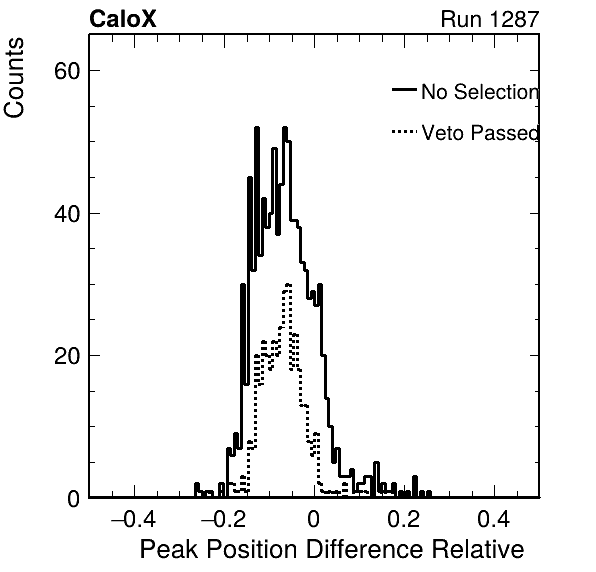 CaloX Run 1287
Counts
60
40
20
0
No Selection
Veto Passed
−0.4 −0.2 0 0.2 0.4
Peak Position Difference Relative